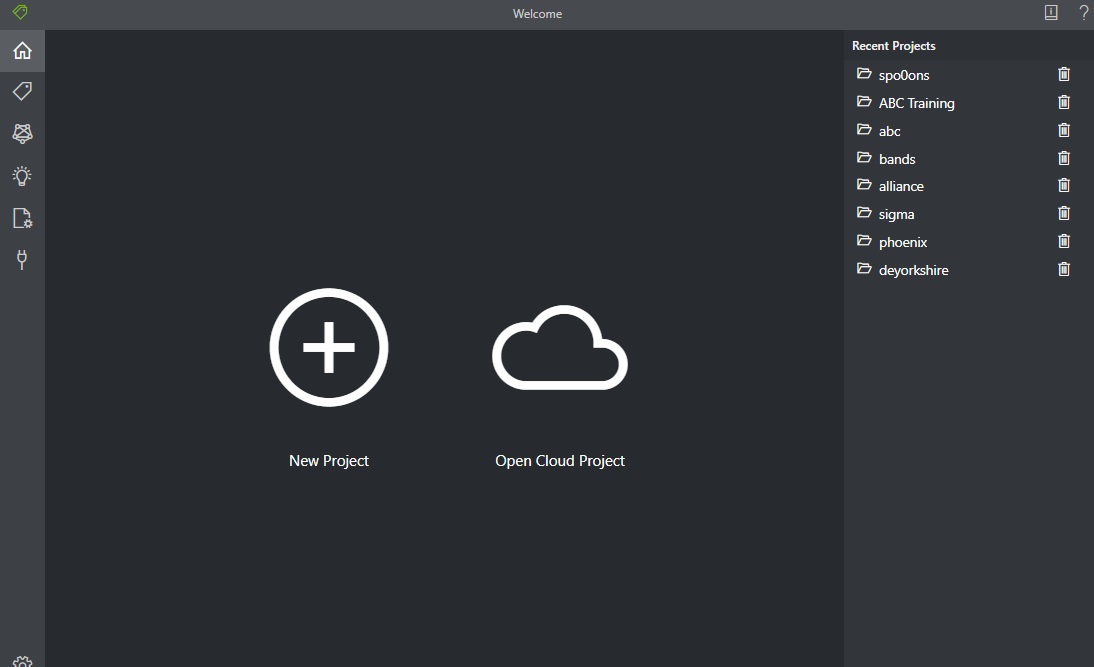 Welcome
?
Recent Projects
spo0ons
ABC Training
abc
bands
alliance
sigma
phoenix
deyorkshire
New Project
Open Cloud Project